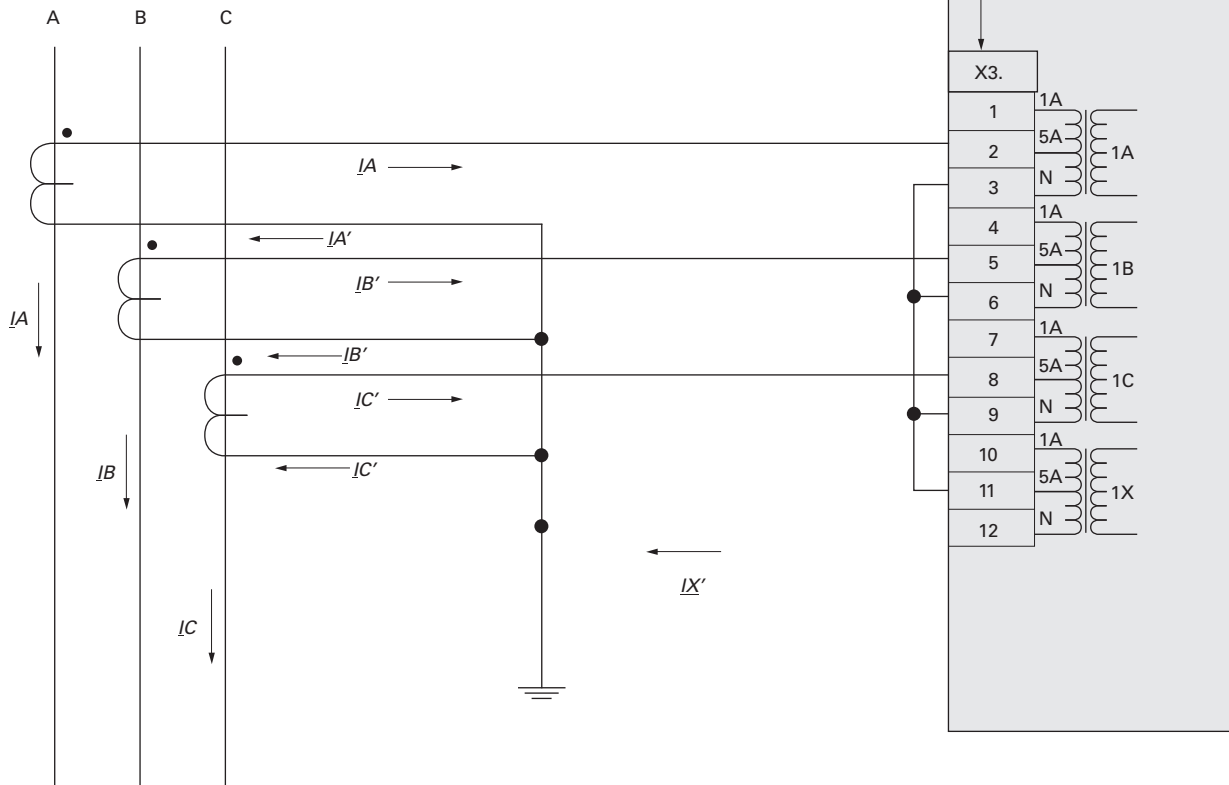 A B C
X3.
1 1A
2 5A 1A
IA
3 N
4 1A
IA′
5 5A 1B
IB′
6 N
IA
7 1A
IB′
8 5A 1C
IC′
9 N
10 1A
IC′
IB
11 5A 1X
12 N
IX′
IC